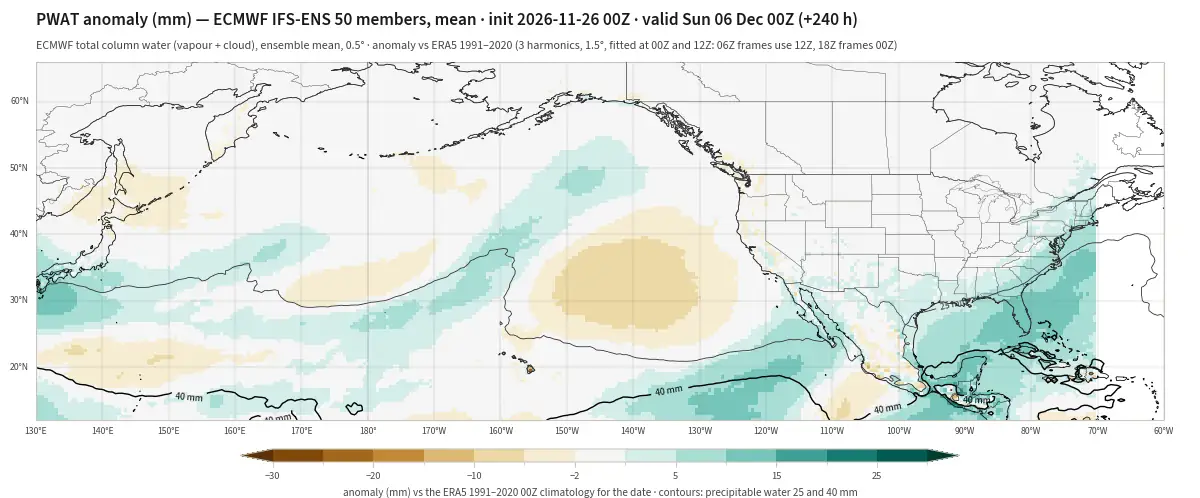 PWAT anomaly (mm) — ECMWF IFS-ENS 50 members, mean · init 2026-11-26 00Z · valid Sun 06 Dec 00Z (+240 h)
ECMWF total column water (vapour + cloud), ensemble mean, 0.5° · anomaly vs ERA5 1991–2020 (3 harmonics, 1.5°, fitted at 00Z and 12Z: 06Z frames use 12Z, 18Z frames 00Z)
60°N
50°N
40°N
30°N
20°N
40 mm
40 mm
40 mm
40 mm
40 mm
130°E 140°E 150°E 160°E 170°E 180° 170°W 160°W 150°W 140°W 130°W 120°W 110°W 100°W 90°W 80°W 70°W 60°W
−30 −20 −10 −2 5 15 25
anomaly (mm) vs the ERA5 1991–2020 00Z climatology for the date · contours: precipitable water 25 and 40 mm